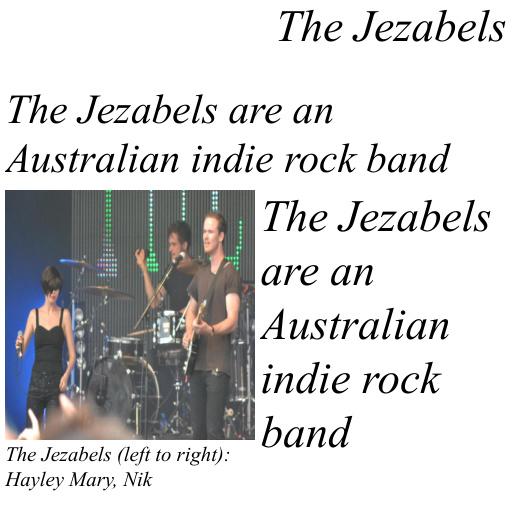 The Jezabels
The Jezabels are an
Australian indie rock band
The Jezabels
are an
Australian
indie rock
band
The Jezabels (left to right):
Hayley Mary, Nik